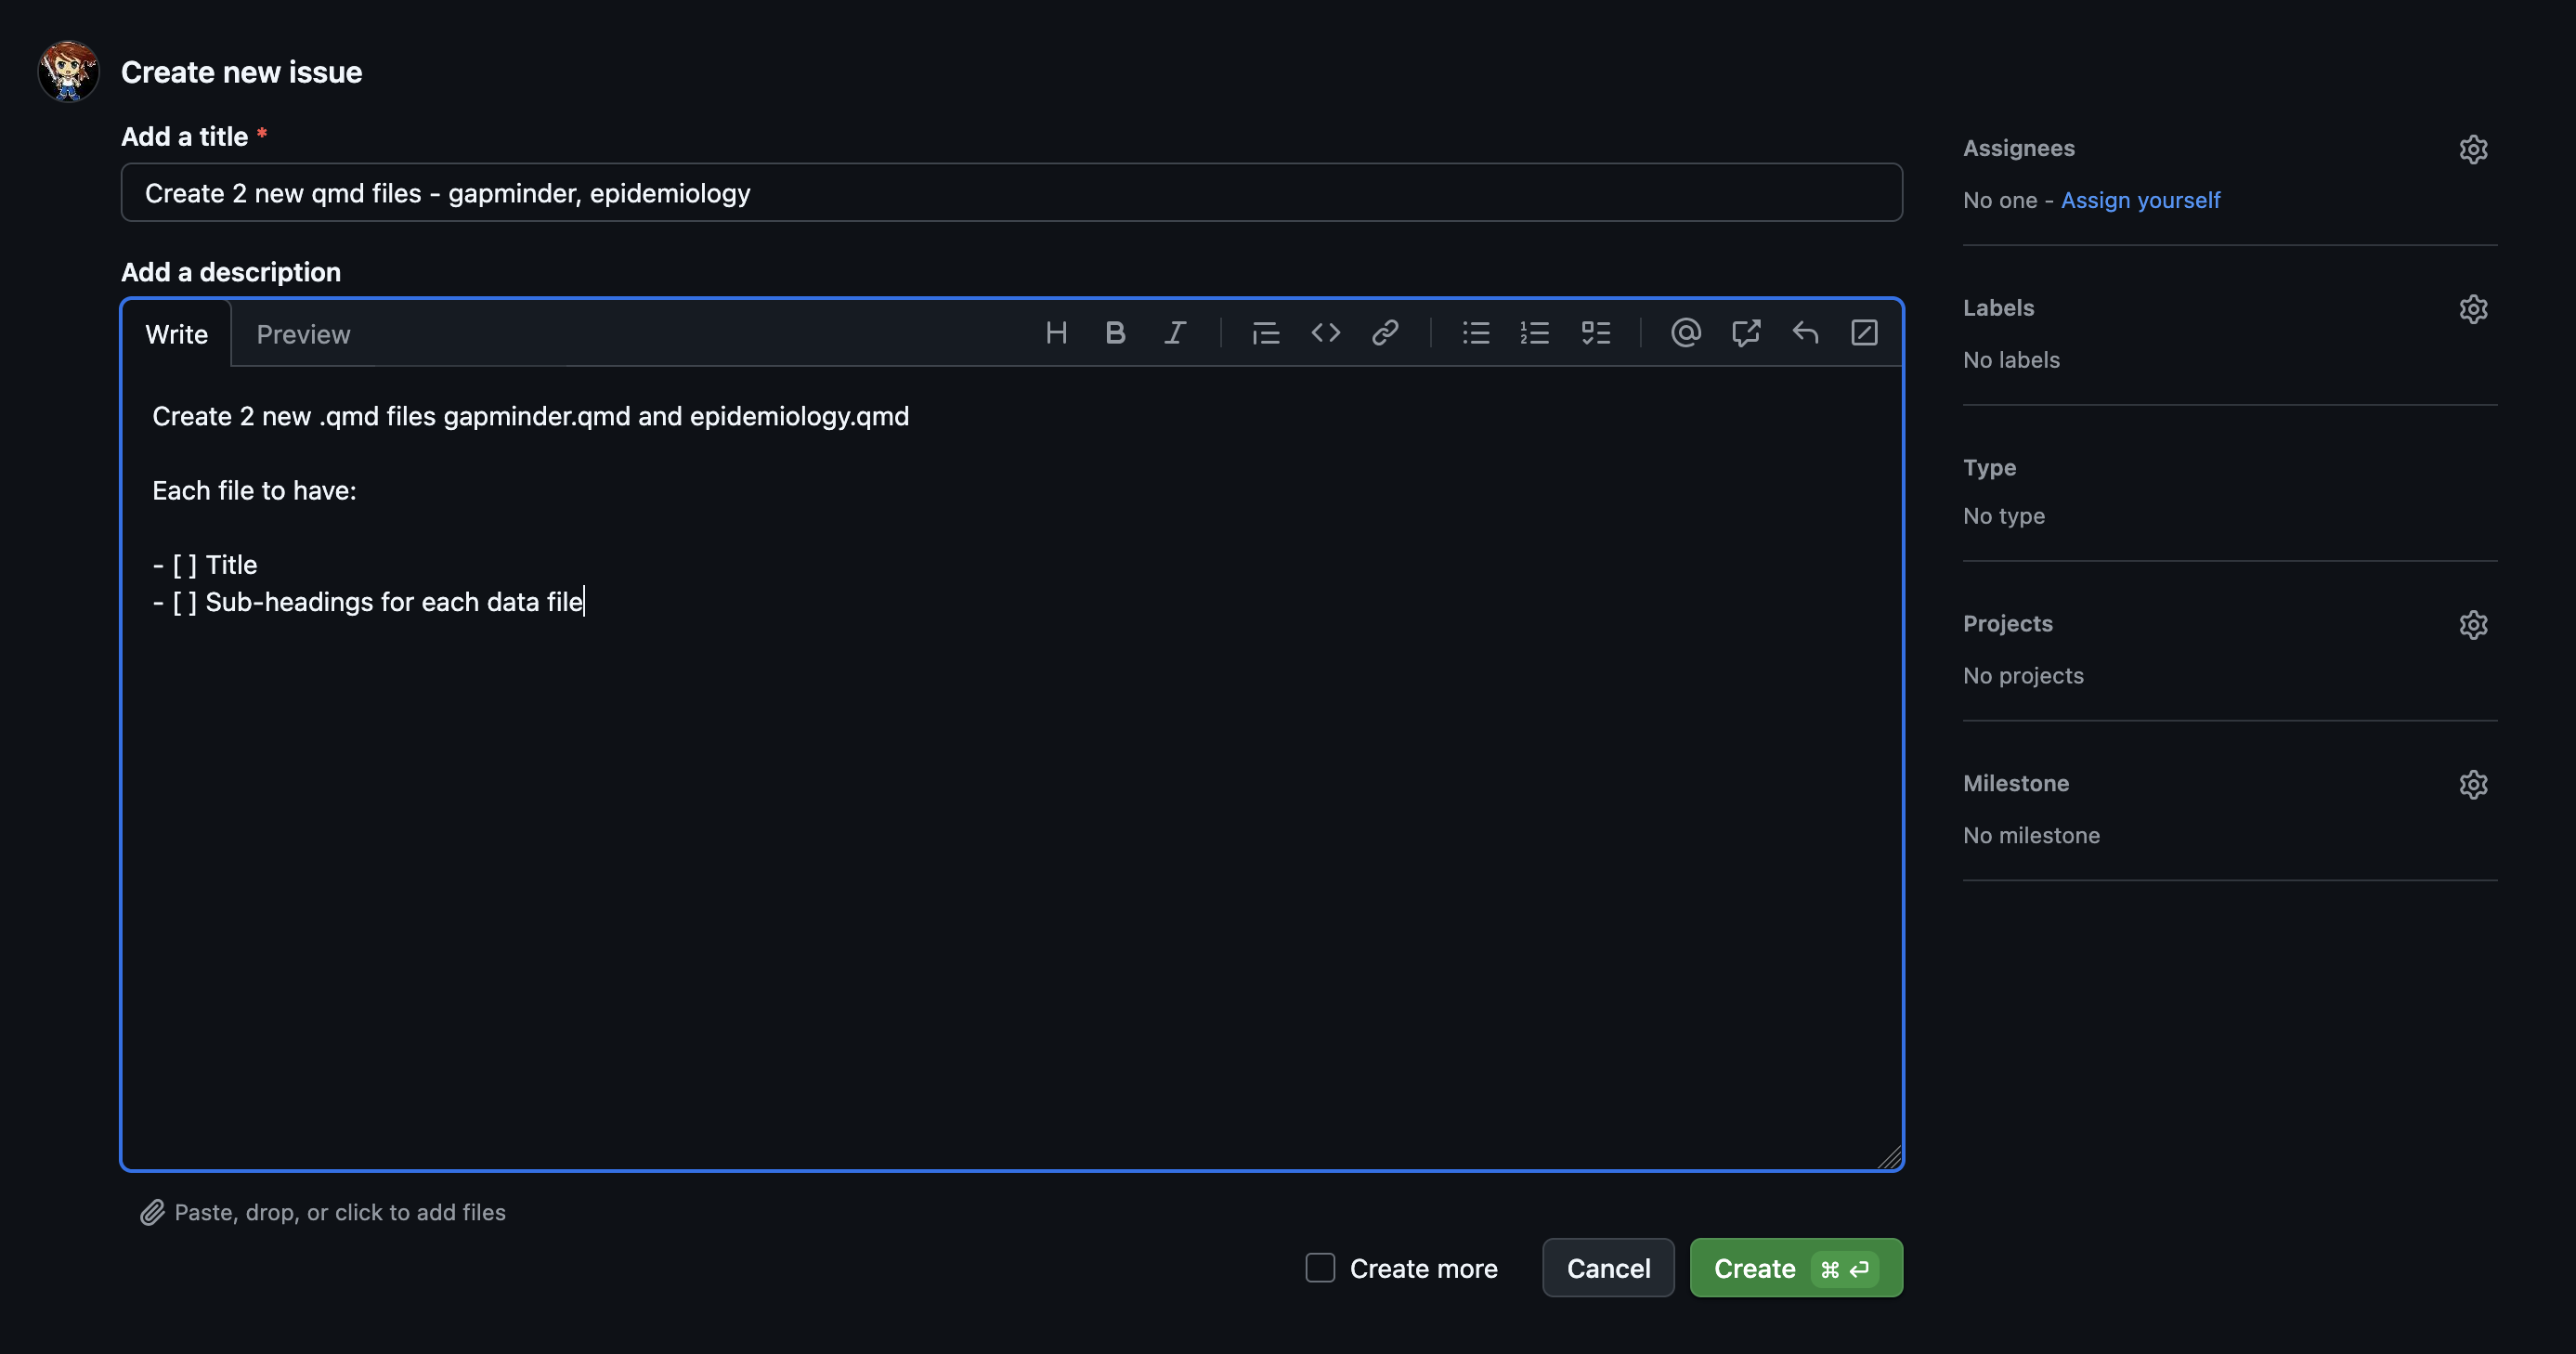 Create new issue
Add a title *
Create 2 new qmd files - gapminder, epidemiology
Add a description
Write
Preview
H B I
Create 2 new .qmd files gapminder.qmd and epidemiology.qmd
Each file to have:
- [ ] Title
- [ ] Sub-headings for each data file
Paste, drop, or click to add files
Create more
Cancel
Create ⌘ ⏎
Assignees
No one - Assign yourself
Labels
No labels
Type
No type
Projects
No projects
Milestone
No milestone